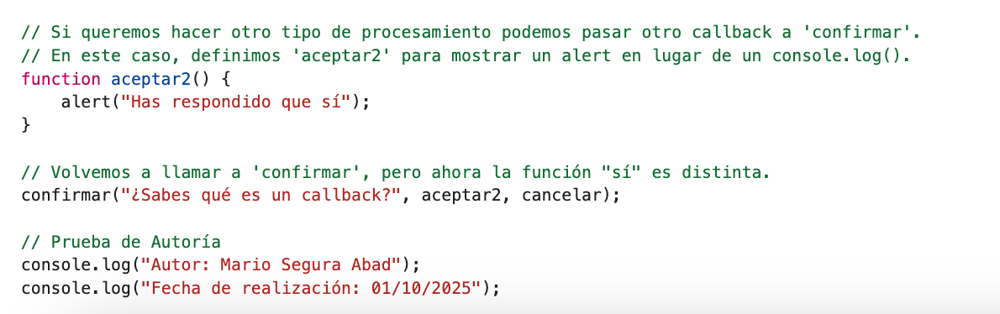 // Si queremos hacer otro tipo de procesamiento podemos pasar otro callback a 'confirmar'.
// En este caso, definimos 'aceptar2' para mostrar un alert en lugar de un console.log().
function aceptar2() {
    alert("Has respondido que sí");
}
// Volvemos a llamar a 'confirmar', pero ahora la función "sí" es distinta.
confirmar("¿Sabes qué es un callback?", aceptar2, cancelar);
// Prueba de Autoría
console.log("Autor: Mario Segura Abad");
console.log("Fecha de realización: 01/10/2025");